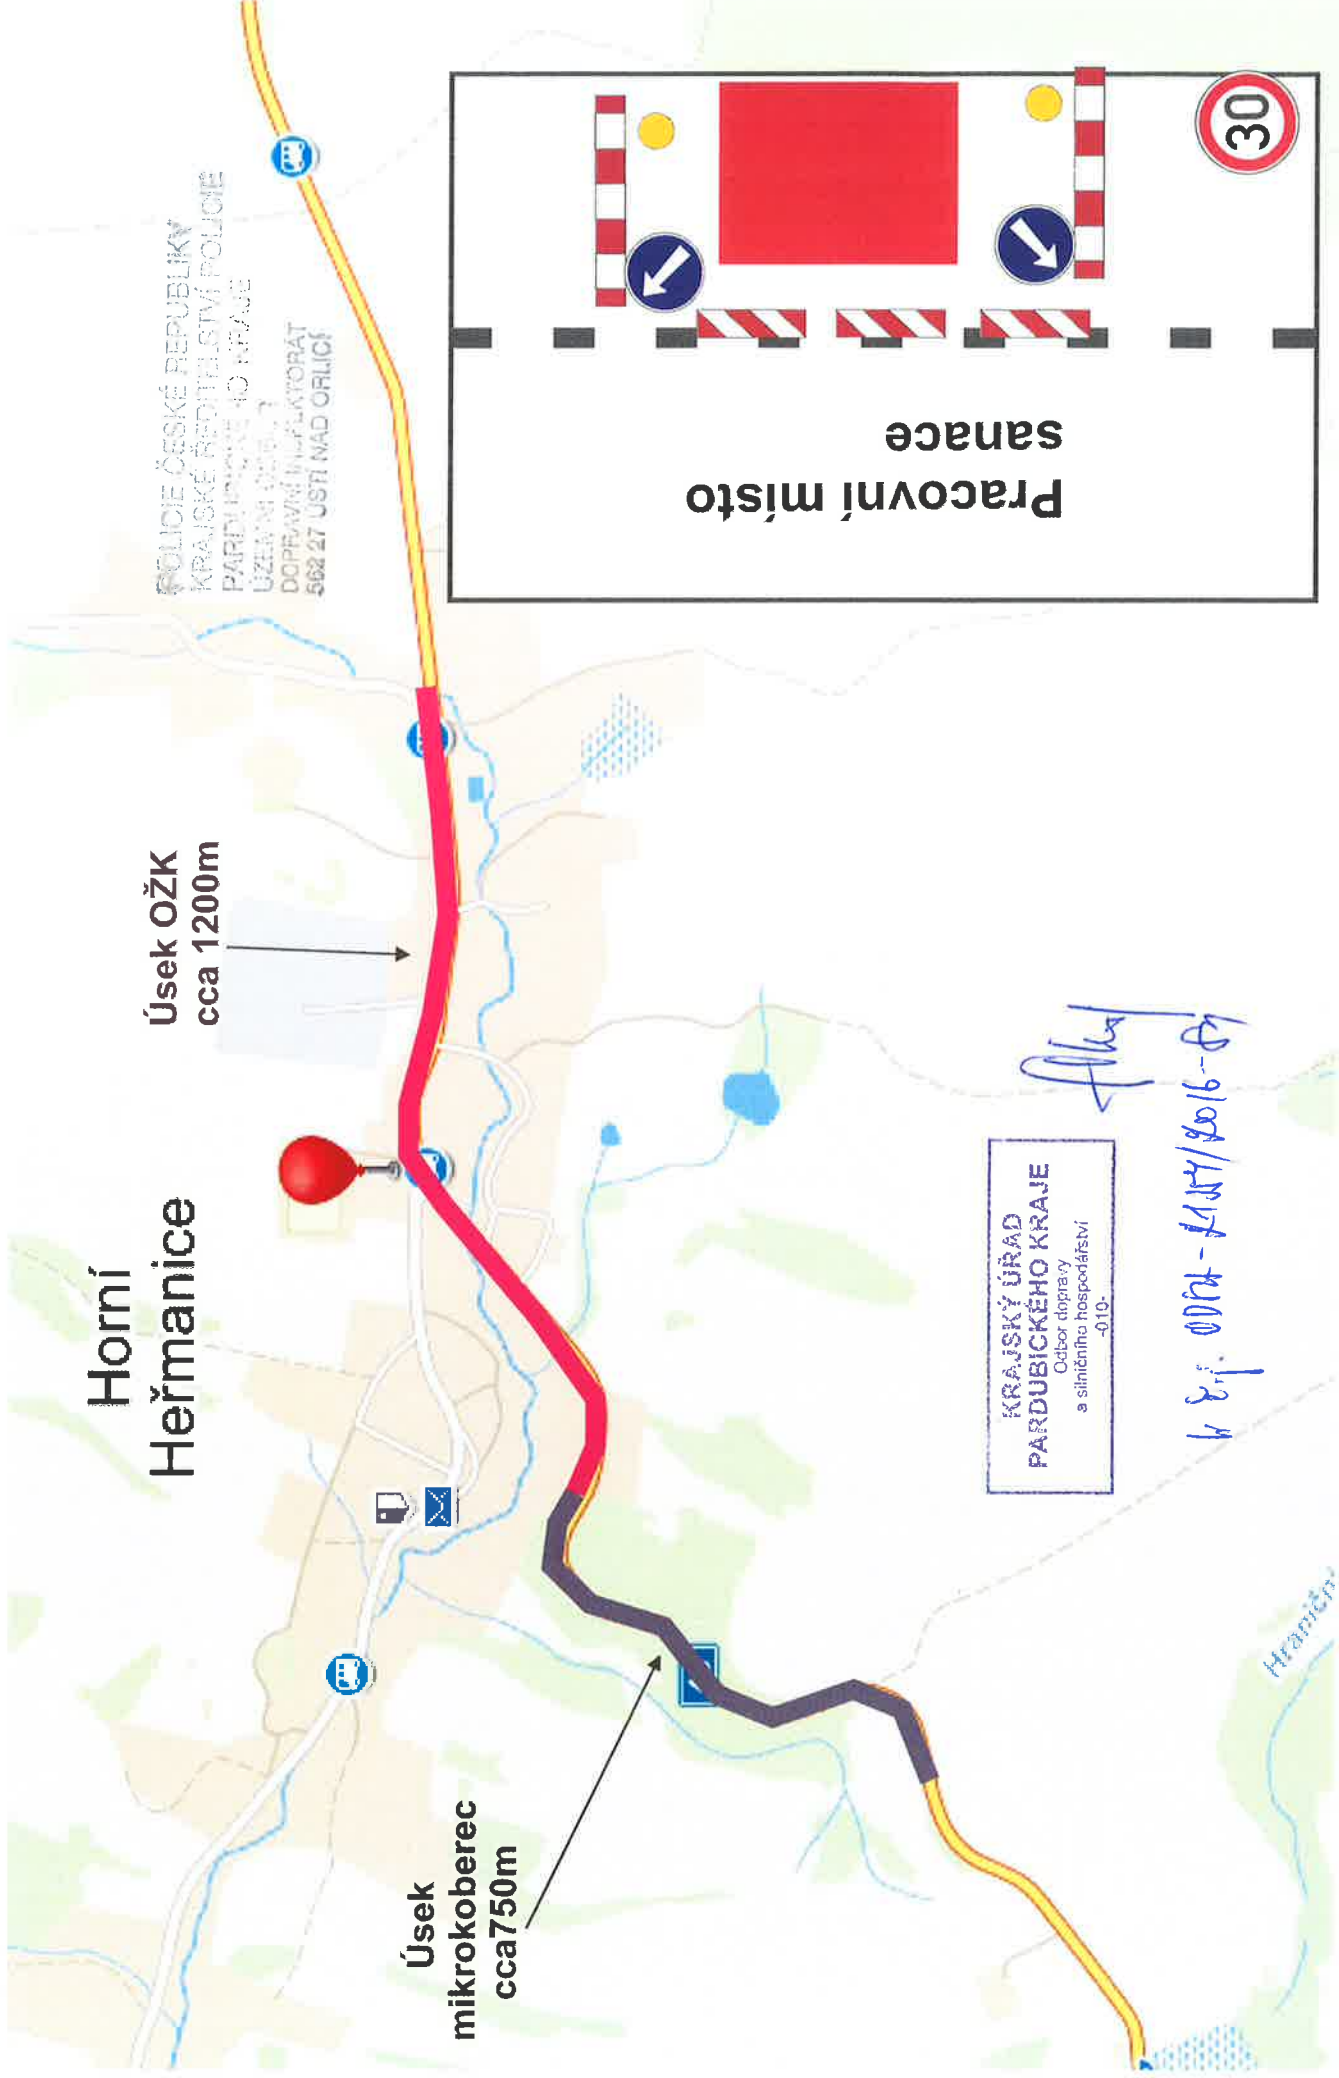 Horní
Heřmanice
Úsek OŽK
cca 1200m
POLICIE ČESKÉ REPUBLIKY
KRAJSKÉ ŘEDITELSTVÍ POLICIE
KRAJE
DOPRAVNÍ INSPEKTORÁT
562 27 ÚSTÍ NAD ORLICÍ
Úsek
mikrokoberec
cca750m
KRAJSKÝ ÚŘAD
PARDUBICKÉHO KRAJE
Odbor dopravy
a silničního hospodářství
-010-
Pracovní místo
sanace
30